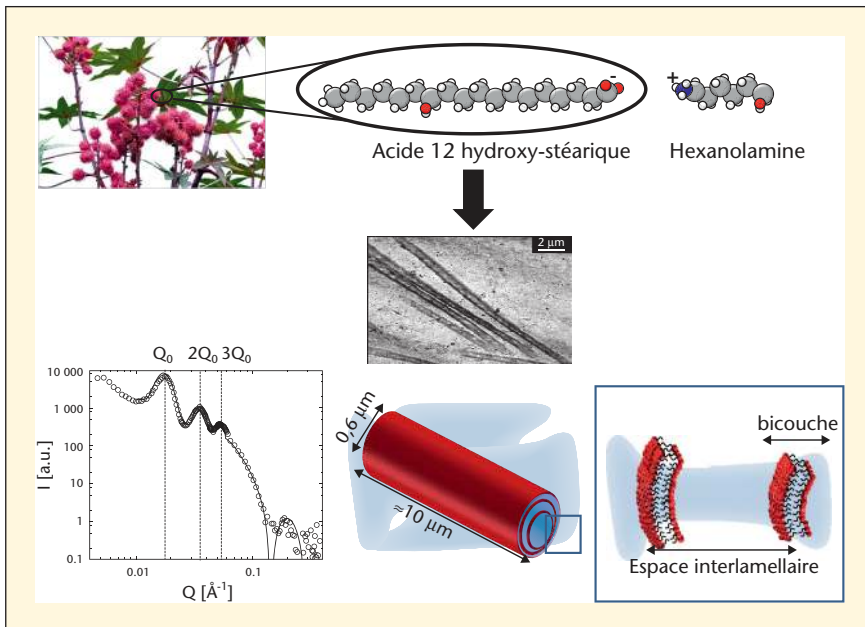 -
+
Acide 12 hydroxy-stéarique
Hexanolamine
2 µm
Q₀ 2Q₀ 3Q₀
10 000
1 000
100
10
1
0.1
I [a.u.]
0.01 0.1
Q [Å⁻¹]
0,6 µm
≈10 µm
bicouche
Espace interlamellaire